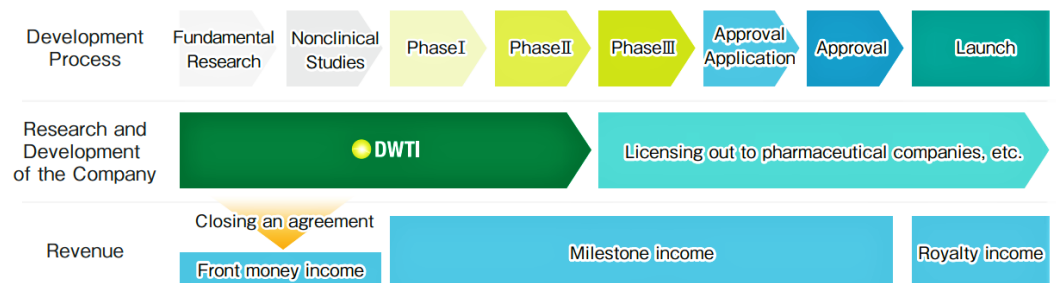 Development
Process
Fundamental
Research
Nonclinical
Studies
PhaseⅠ
PhaseⅡ
PhaseⅢ
Approval
Application
Approval
Launch
Research and
Development
of the Company
DWTI
Licensing out to pharmaceutical companies, etc.
Revenue
Closing an agreement
Front money income
Milestone income
Royalty income